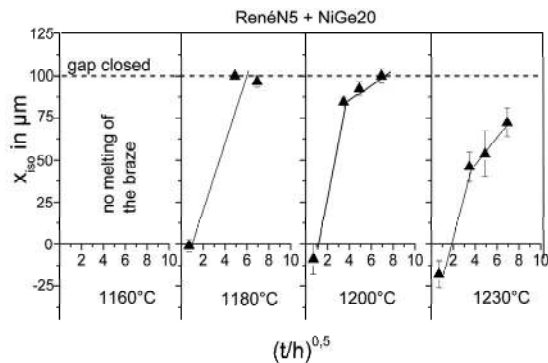 RenéN5 + NiGe20
125
100
75
50
25
0
-25
x_iso in µm
gap closed
no melting of
the braze
2 4 6 8 10
2 4 6 8 10
2 4 6 8 10
2 4 6 8 10
1160°C
1180°C
1200°C
1230°C
(t/h)^0,5